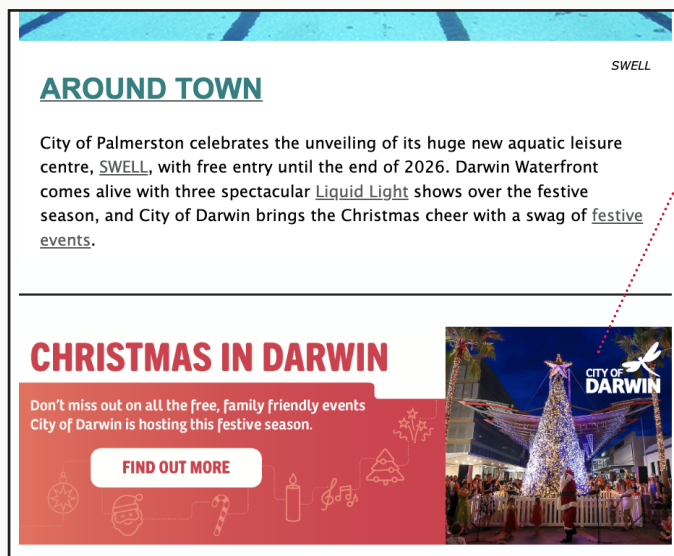 SWELL
AROUND TOWN
City of Palmerston celebrates the unveiling of its huge new aquatic leisure
centre, SWELL, with free entry until the end of 2026. Darwin Waterfront
comes alive with three spectacular Liquid Light shows over the festive
season, and City of Darwin brings the Christmas cheer with a swag of festive
events.
CHRISTMAS IN DARWIN
Don't miss out on all the free, family friendly events
City of Darwin is hosting this festive season.
FIND OUT MORE
CITY OF
DARWIN